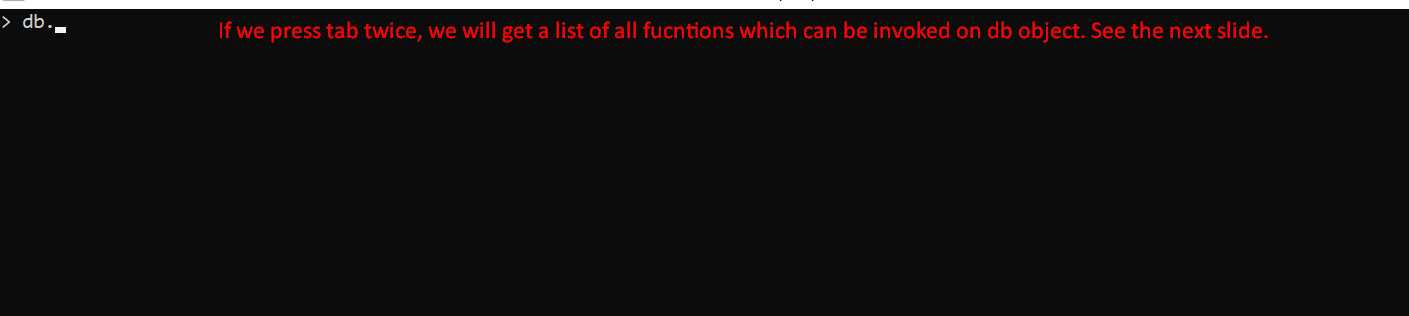 > db.
If we press tab twice, we will get a list of all fucntions which can be invoked on db object. See the next slide.